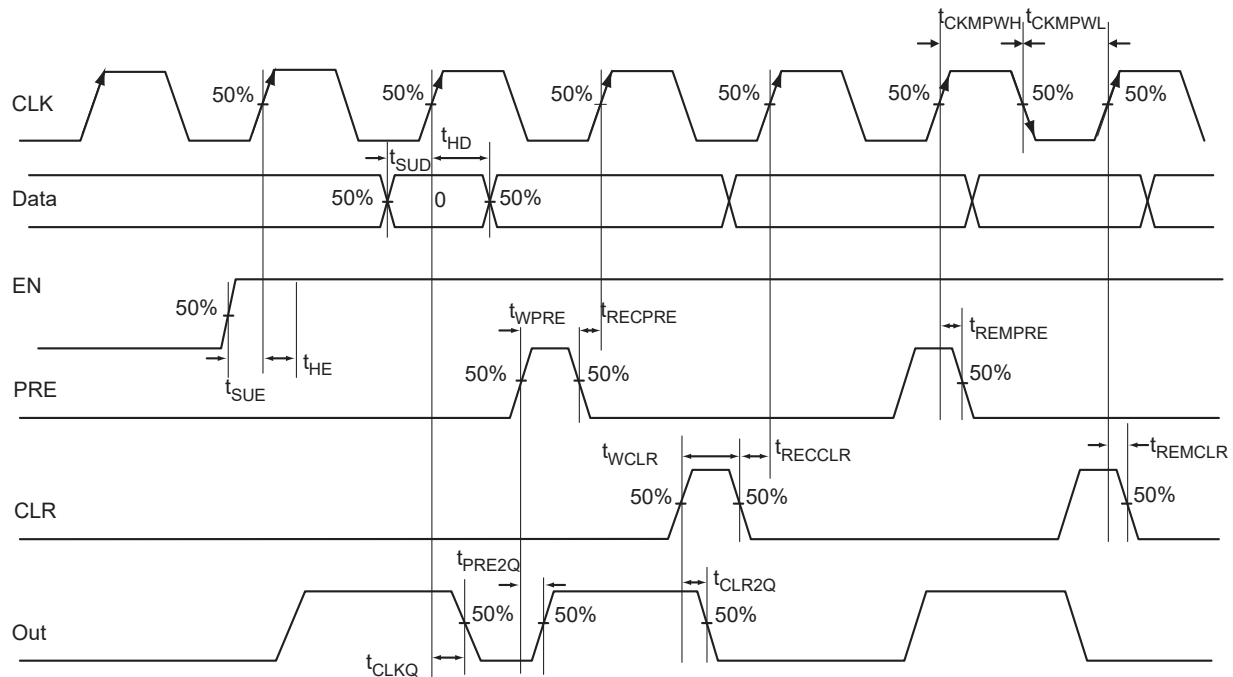 tCKMPWH tCKMPWL
CLK 50% 50% 50% 50% 50% 50% 50%
tSUD tHD
Data 50% 0 50%
EN 50%
tSUE tHE tWPRE tRECPRE tREMPRE
PRE 50% 50% 50%
tWCLR tRECCLR tREMCLR
CLR 50% 50% 50%
tPRE2Q tCLR2Q
Out 50% 50% 50%
tCLKQ